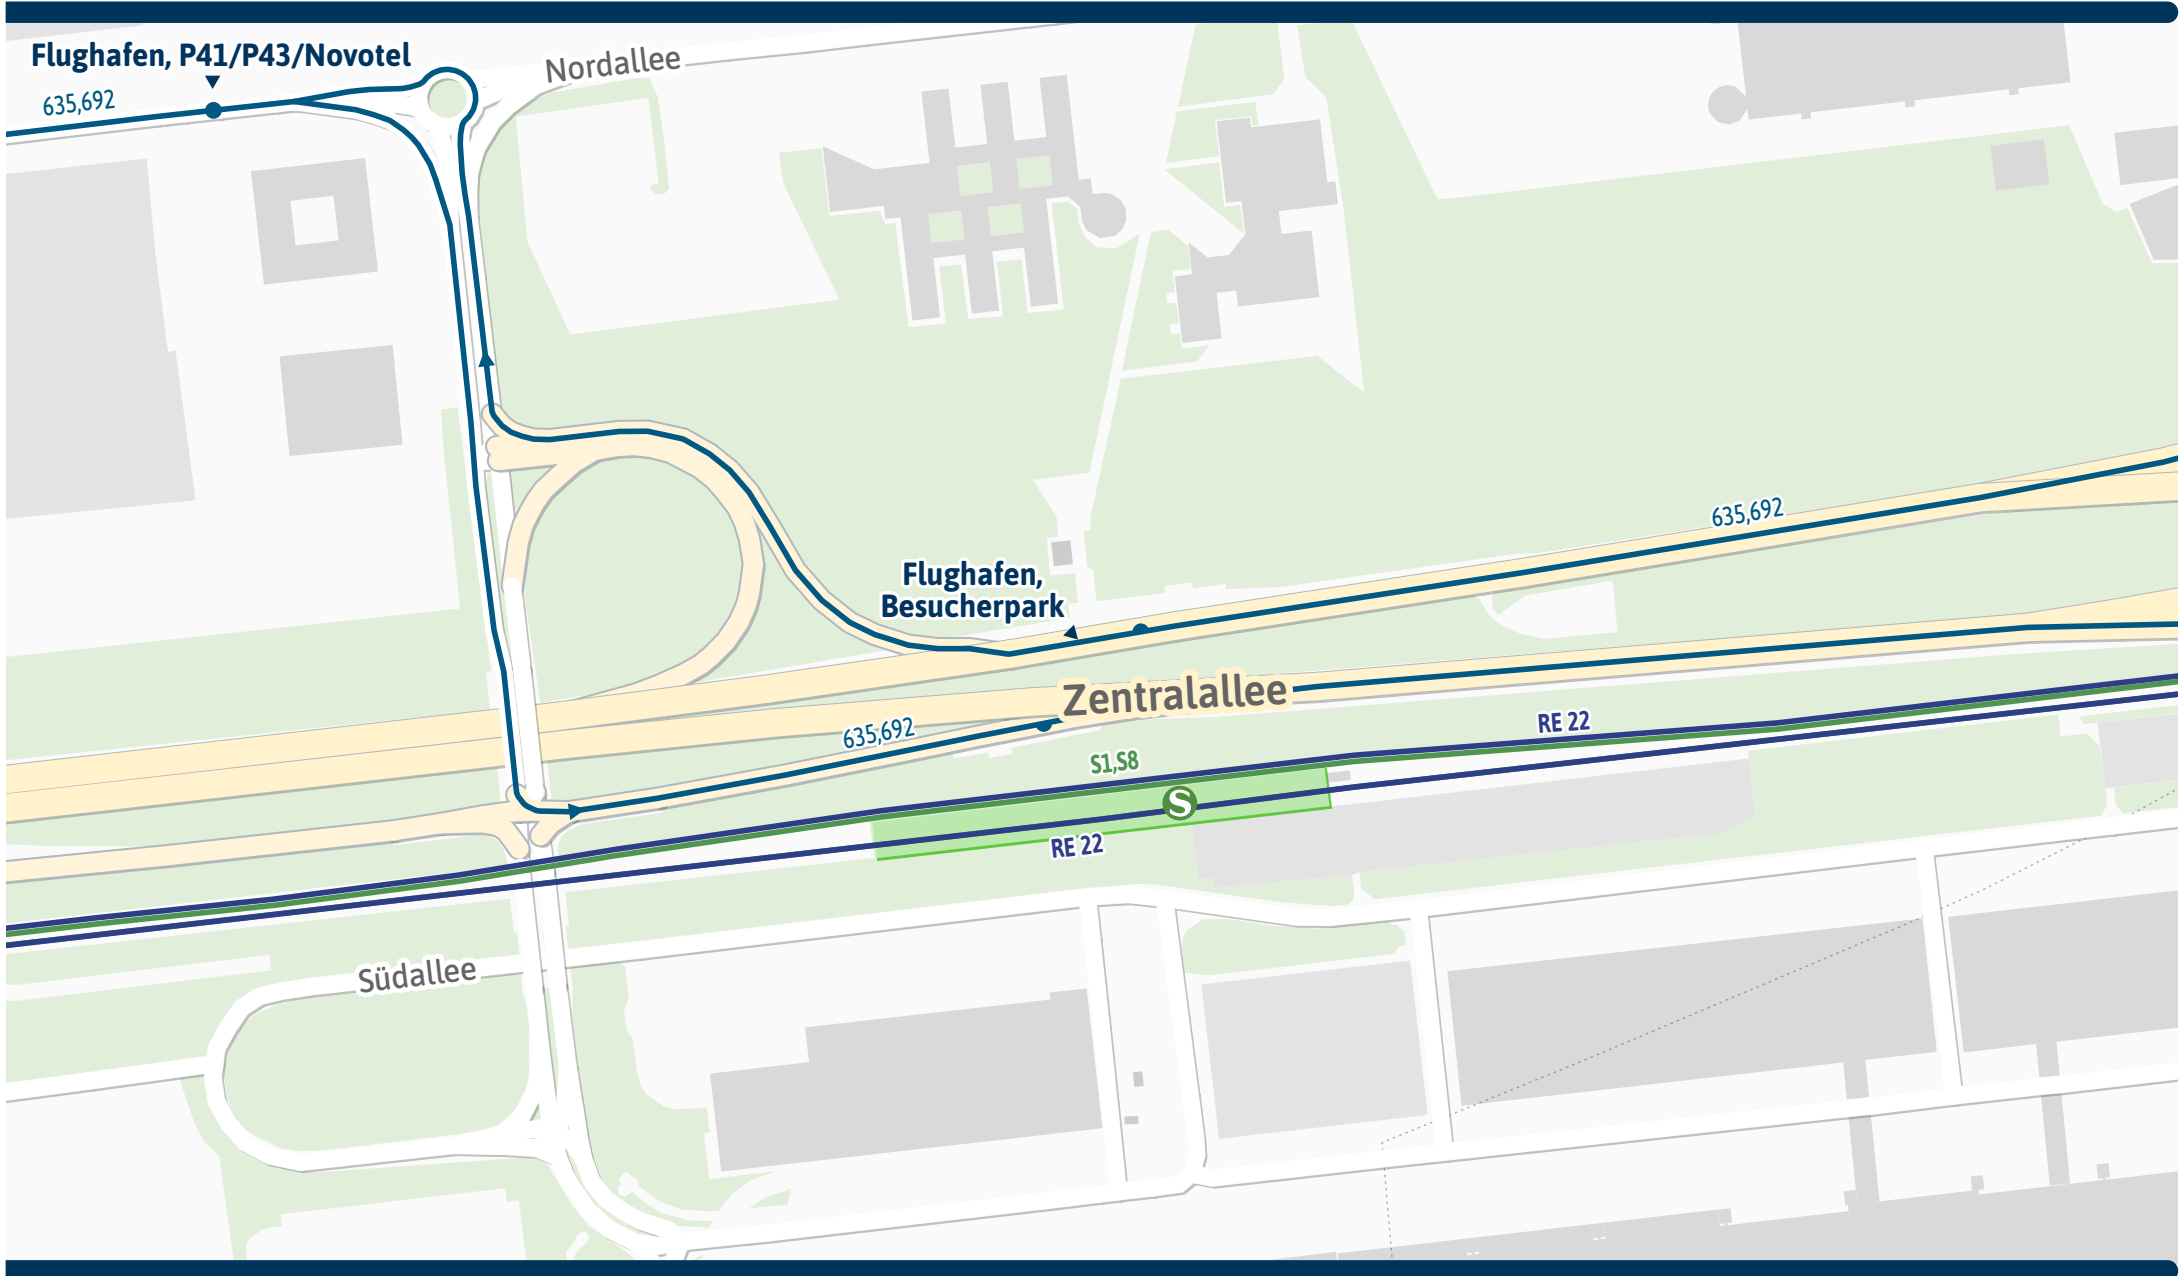 Flughafen, P41/P43/Novotel
635,692
Nordallee
635,692
Flughafen,
Besucherpark
Zentralallee
635,692
RE 22
S1,S8
S
RE 22
Südallee